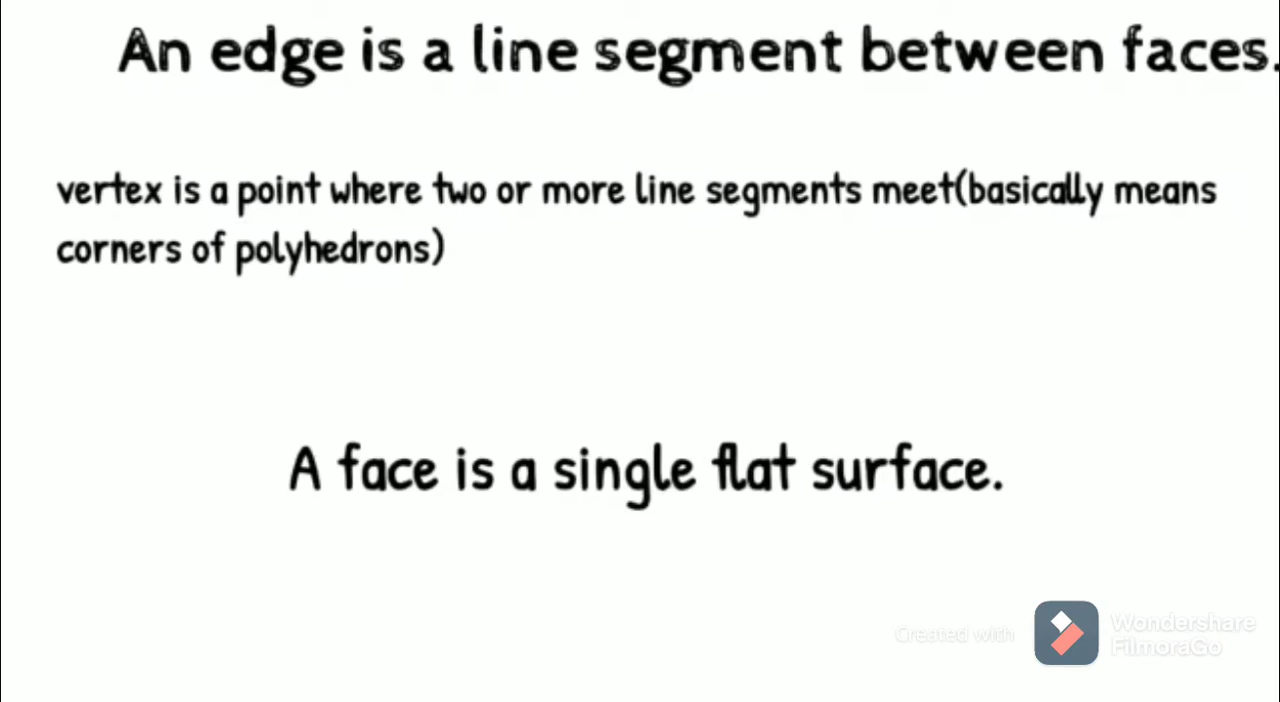 An edge is a line segment between faces.
vertex is a point where two or more line segments meet(basically means
corners of polyhedrons)
A face is a single flat surface.
Created with
Wondershare
FilmoraGo